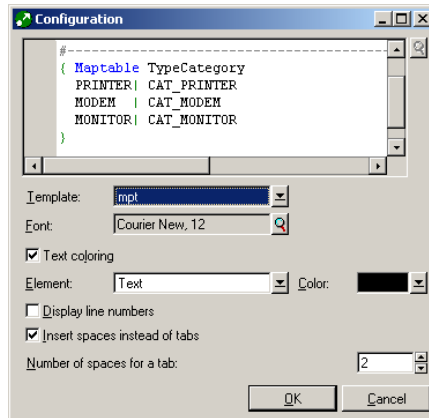 Configuration
#----------------------------------------------
{ Maptable TypeCategory
PRINTER| CAT_PRINTER
MODEM  | CAT_MODEM
MONITOR| CAT_MONITOR
}
Template: mpt
Font: Courier New, 12
Text coloring
Element: Text Color:
Display line numbers
Insert spaces instead of tabs
Number of spaces for a tab: 2
OK Cancel